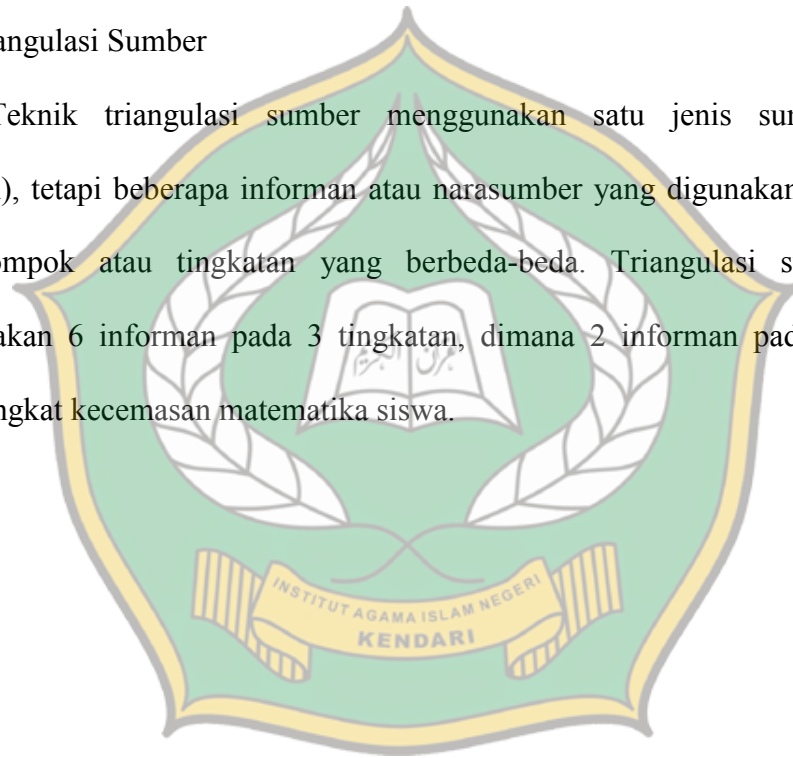 angulasi Sumber
Teknik triangulasi sumber menggunakan satu jenis sur
), tetapi beberapa informan atau narasumber yang digunakan
ompok atau tingkatan yang berbeda-beda. Triangulasi s
akan 6 informan pada 3 tingkatan, dimana 2 informan pad
ngkat kecemasan matematika siswa.
INSTITUT AGAMA ISLAM NEGERI
KENDARI